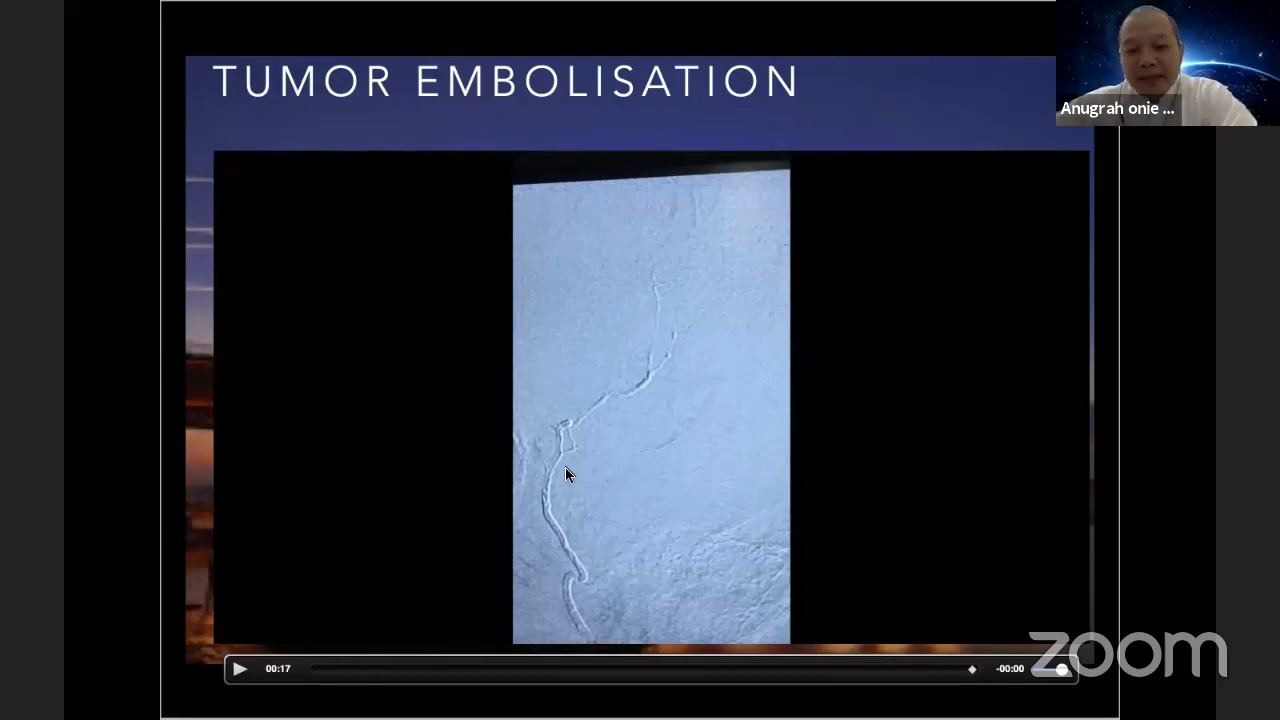 TUMOR EMBOLISATION
Anugrah onie ...
00:17
-00:00
zoom